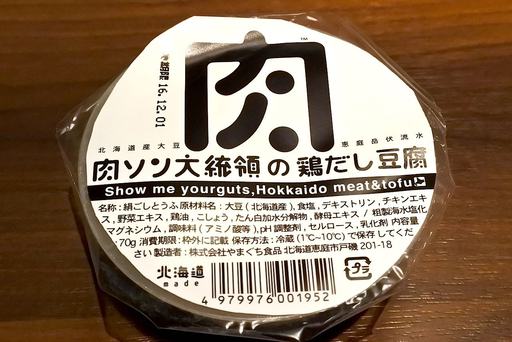 肉
TM
期限 16.12.01
北海道産大豆 恵庭品伏流水
肉ソン大統領の鶏だし豆腐
Show me yourguts,Hokkaido meat&tofu
名称:絹ごしとうふ 原材料名:大豆(北海道産)、食塩、デキストリン、チキンエキ
ス、野菜エキス、鶏油、こしょう、たん白加水分解物、酵母エキス / 粗製海水塩化
マグネシウム、調味料(アミノ酸等)、pH調整剤、セルロース、乳化剤 内容量
:70g 消費期限:枠外に記載 保存方法:冷蔵(1℃~10℃)で保存してくだ
さい 製造者:株式会社やまぐち食品 北海道恵庭市戸磯 201-18
北海道
made
プラ
4 979976 001952